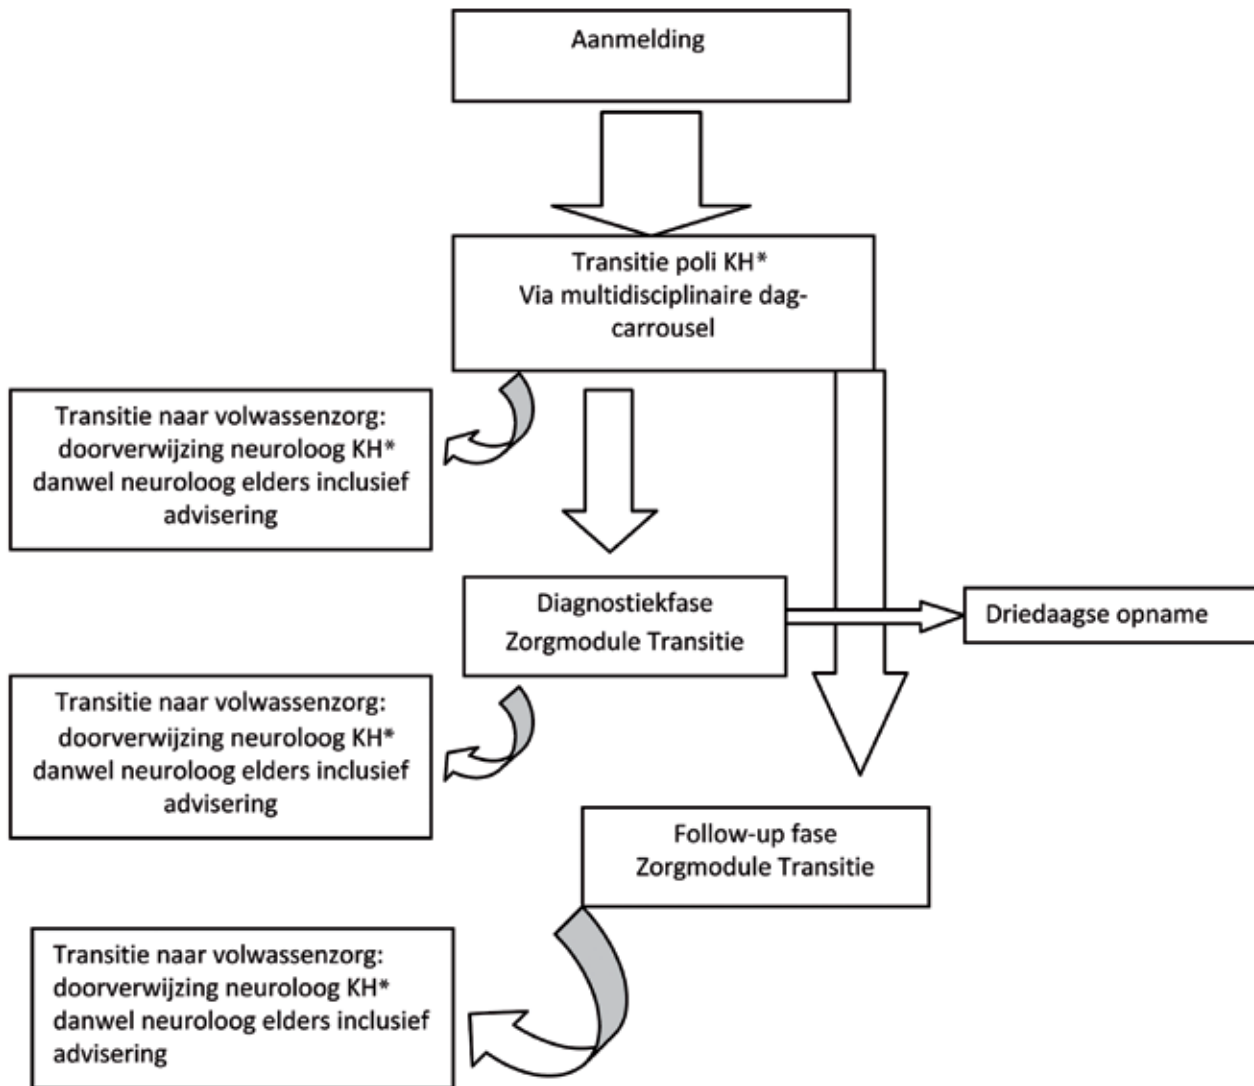 Aanmelding
Transitie poli KH*
Via multidisciplinaire dag-
carrousel
Transitie naar volwassenzorg:
doorverwijzing neuroloog KH*
danwel neuroloog elders inclusief
advisering
Diagnostiekfase
Zorgmodule Transitie
Driedaagse opname
Transitie naar volwassenzorg:
doorverwijzing neuroloog KH*
danwel neuroloog elders inclusief
advisering
Follow-up fase
Zorgmodule Transitie
Transitie naar volwassenzorg:
doorverwijzing neuroloog KH*
danwel neuroloog elders inclusief
advisering